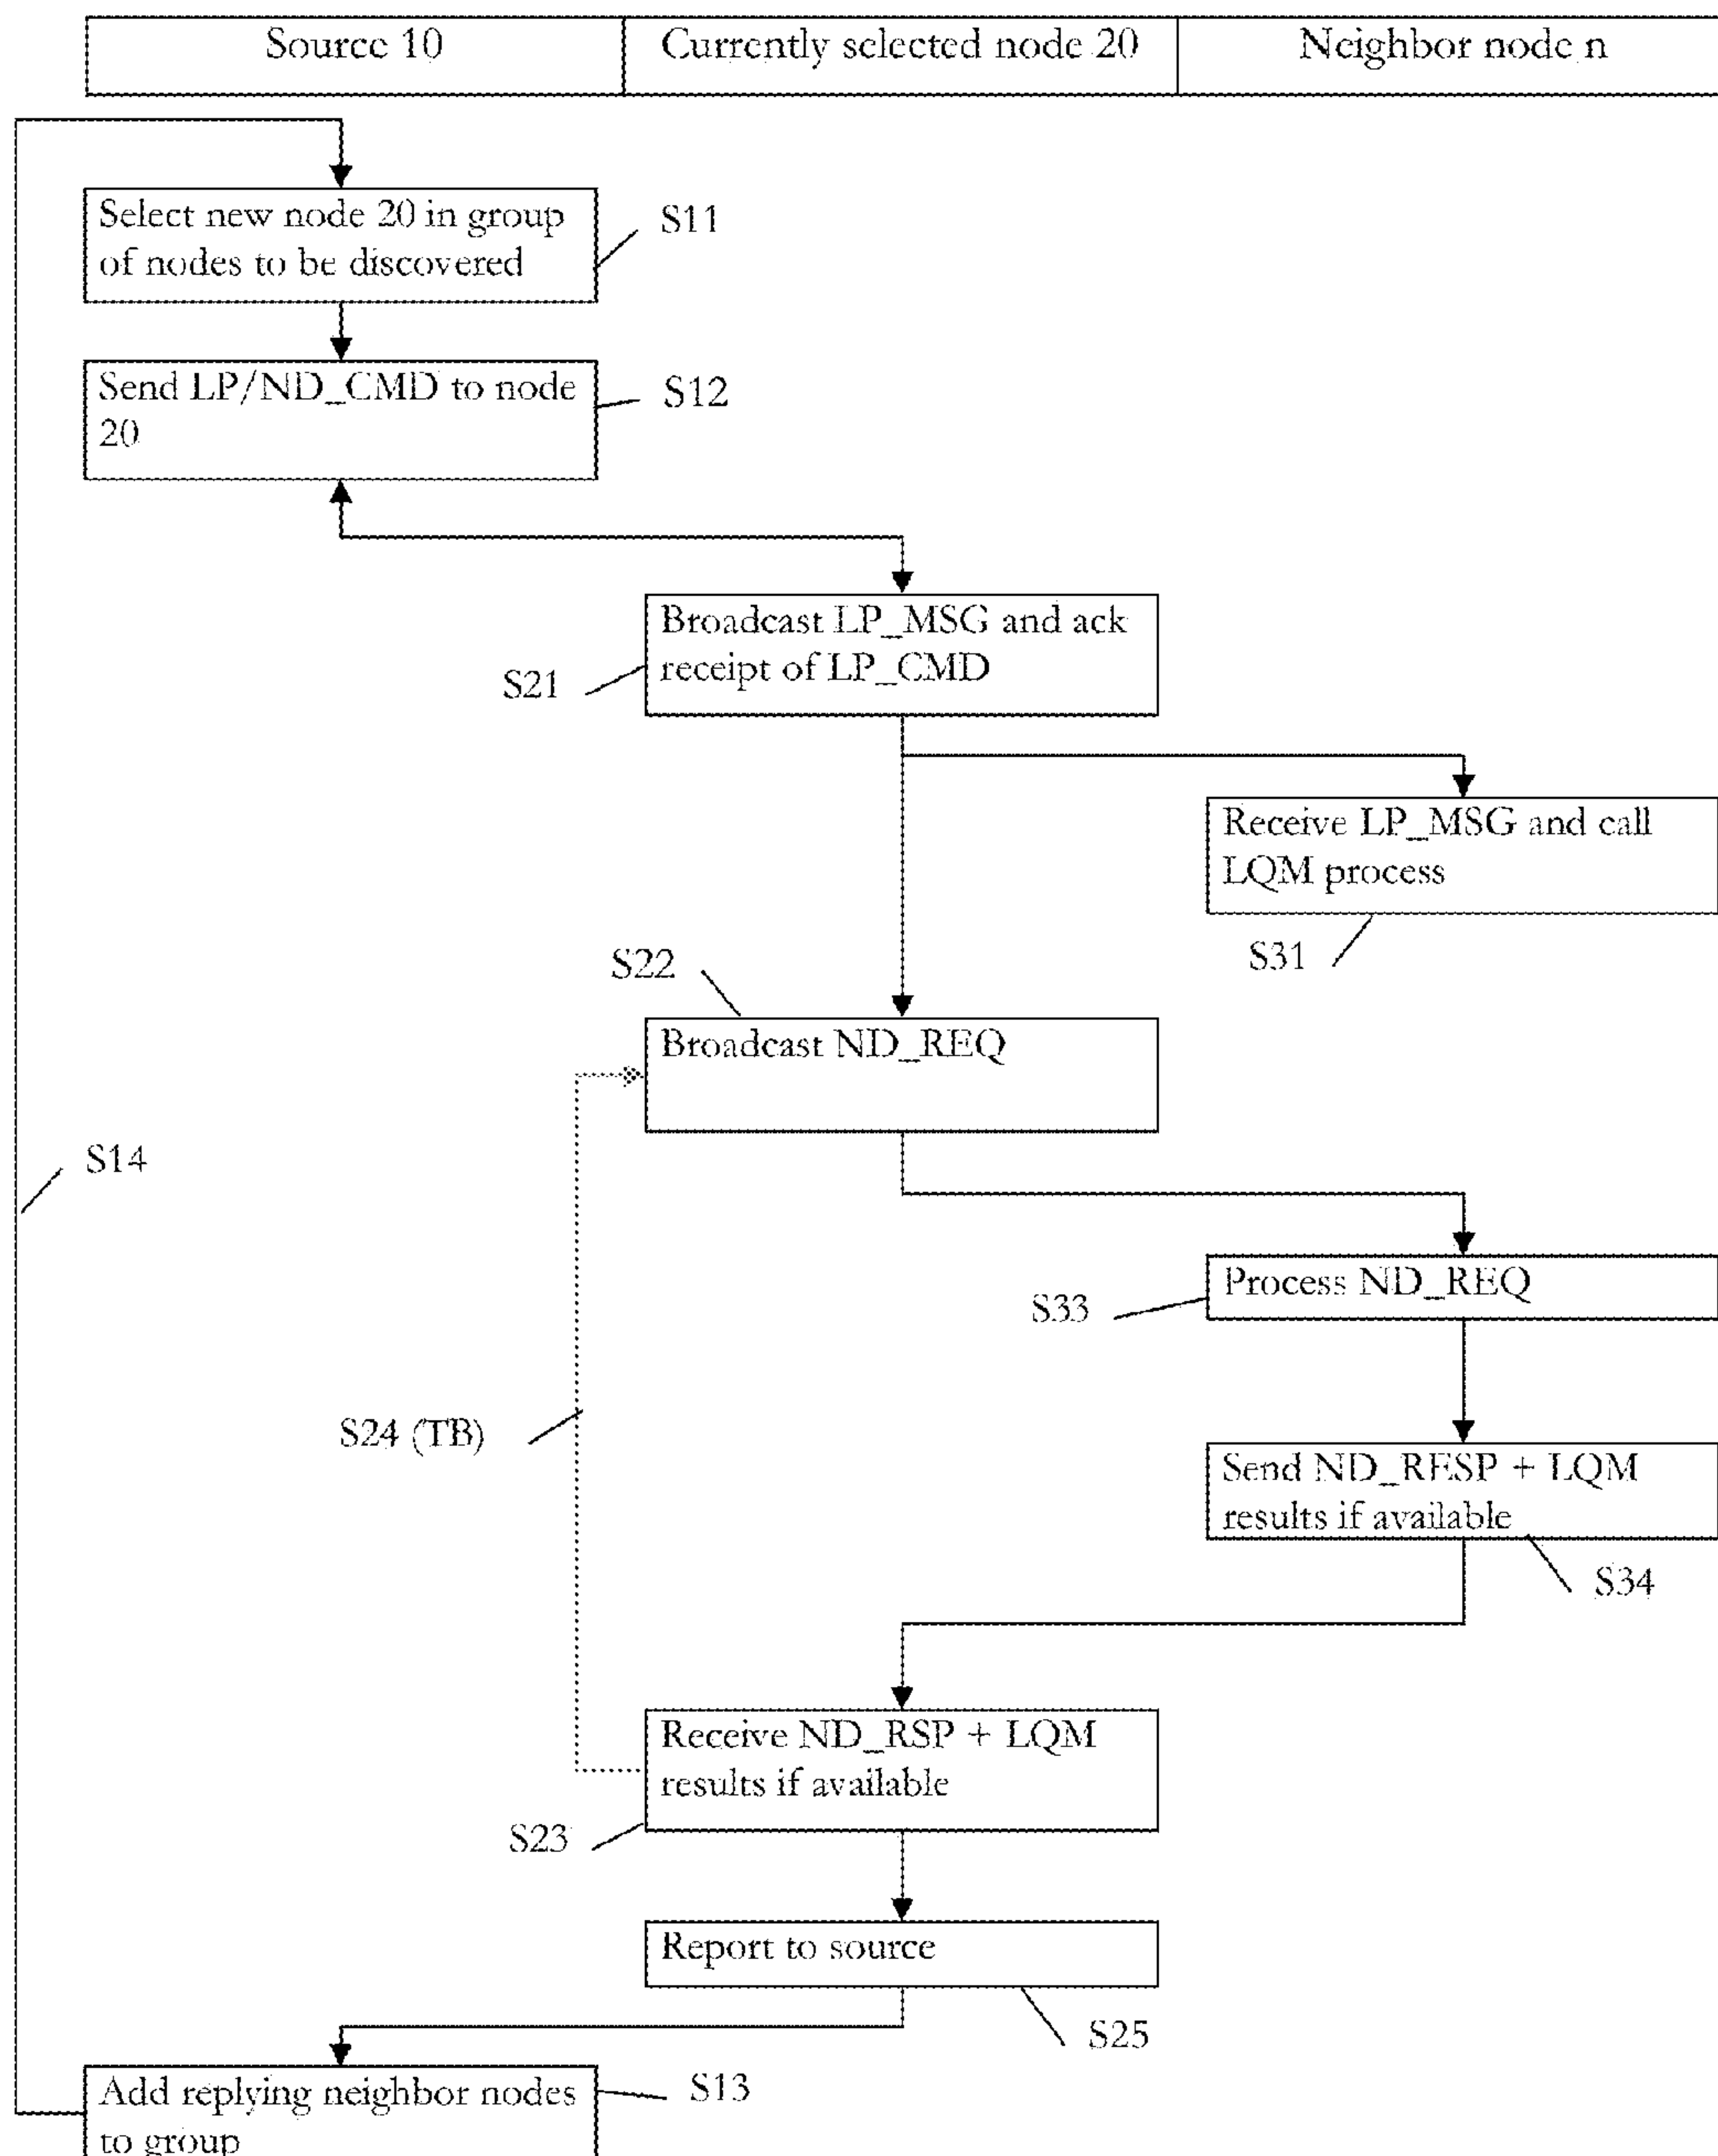 Source 10
Currently selected node 20
Neighbor node n
Select new node 20 in group
of nodes to be discovered
S11
Send LP/ND_CMD to node
20
S12
Broadcast LP_MSG and ack
receipt of LP_CMD
S21
Receive LP_MSG and call
LQM process
S31
S22
Broadcast ND_REQ
S14
Process ND_REQ
S33
S24 (TB)
Send ND_RESP + LQM
results if available
S34
Receive ND_RSP + LQM
results if available
S23
Report to source
S25
Add replying neighbor nodes
to group
S13